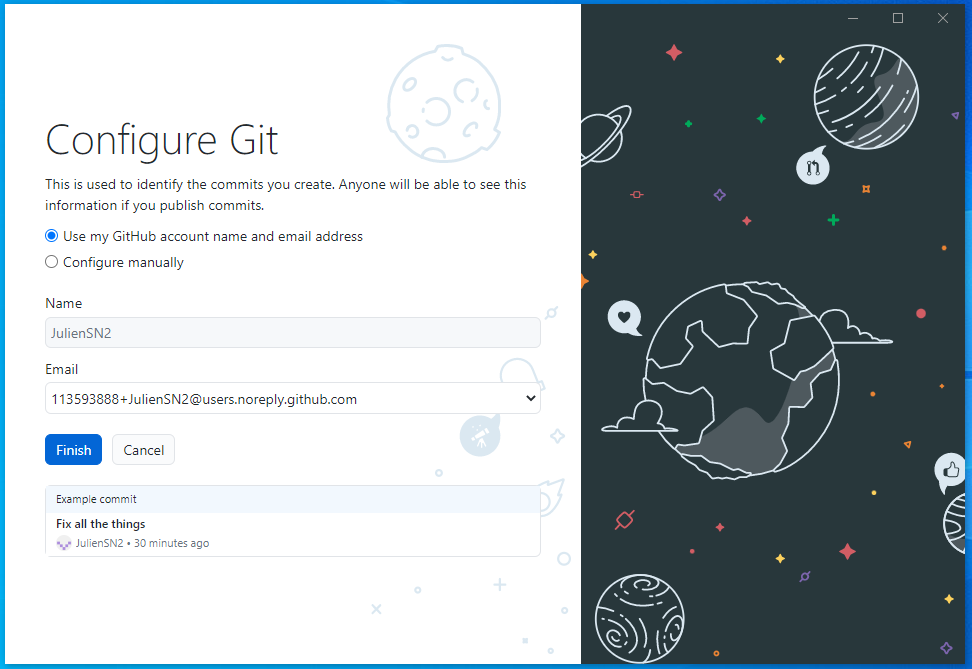 Configure Git
This is used to identify the commits you create. Anyone will be able to see this
information if you publish commits.
Use my GitHub account name and email address
Configure manually
Name
JulienSN2
Email
113593888+JulienSN2@users.noreply.github.com
Finish
Cancel
Example commit
Fix all the things
JulienSN2 • 30 minutes ago